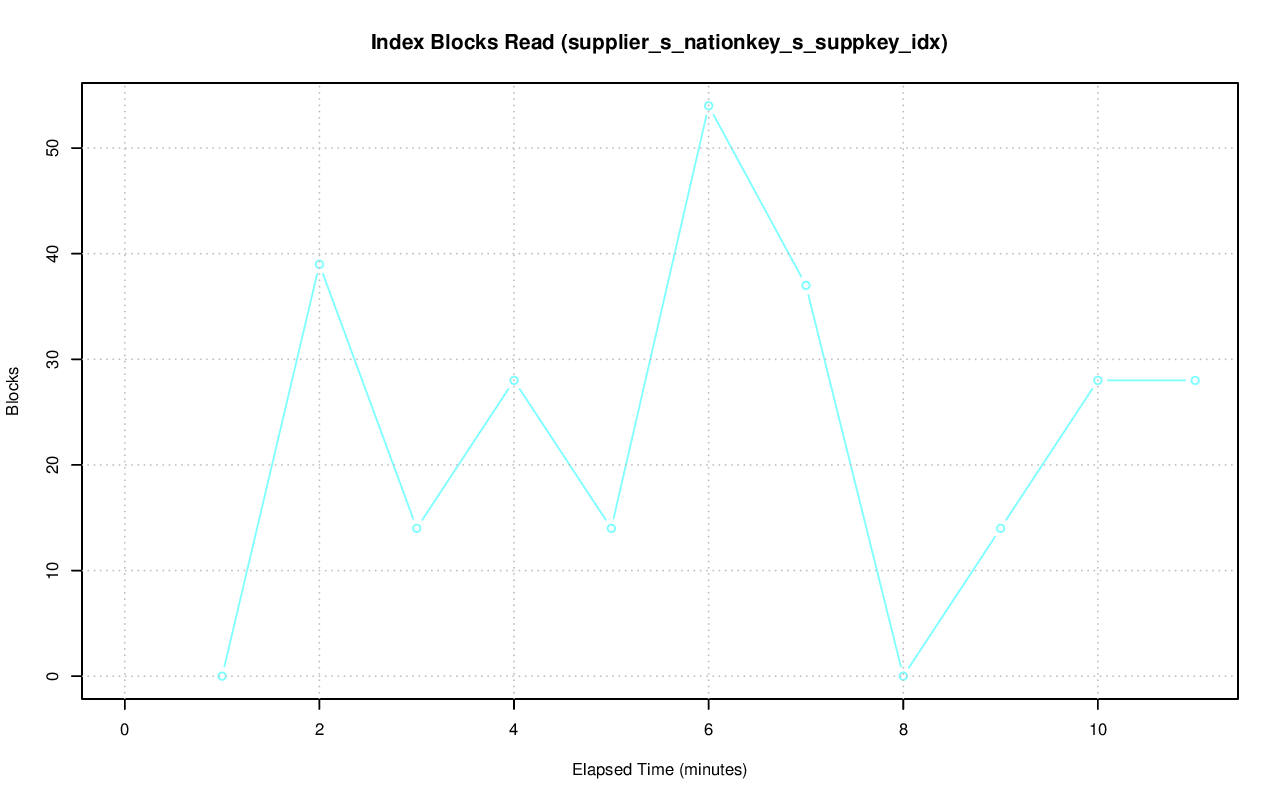 Index Blocks Read (supplier_s_nationkey_s_suppkey_idx)
50
40
30
20
10
0
Blocks
0 2 4 6 8 10
Elapsed Time (minutes)